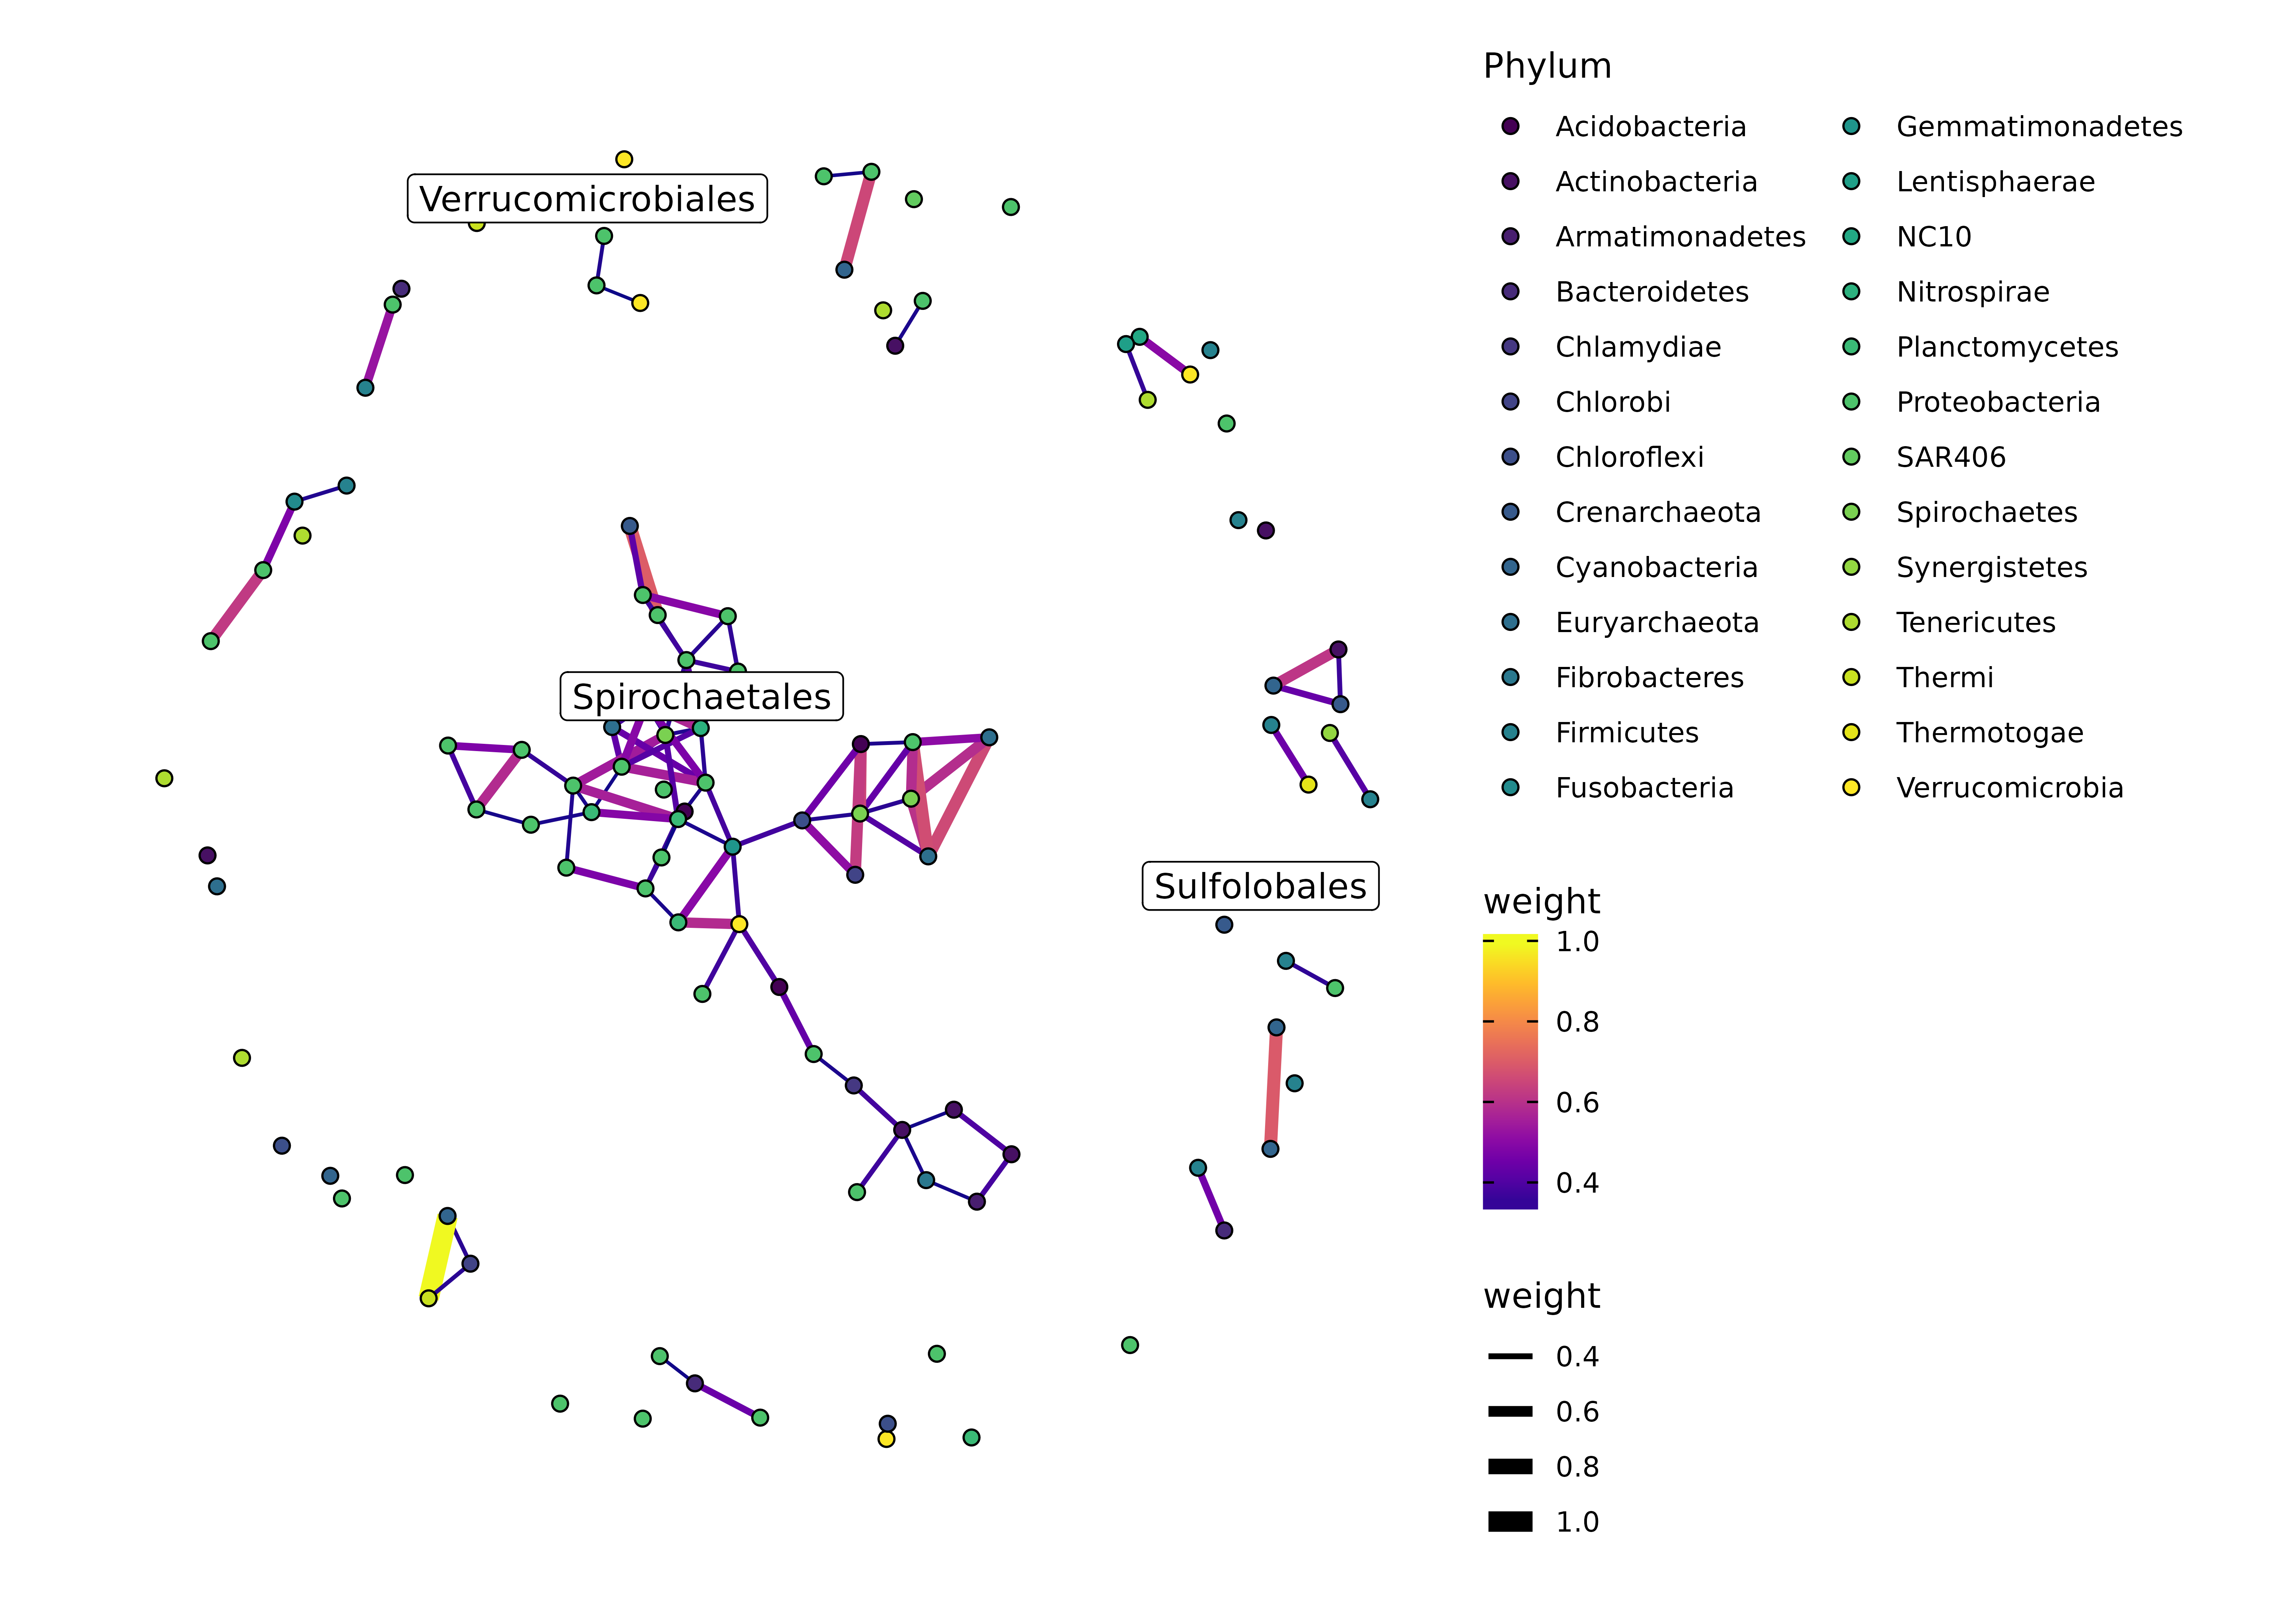 Verrucomicrobiales
Spirochaetales
Sulfolobales
Phylum
Acidobacteria
Actinobacteria
Armatimonadetes
Bacteroidetes
Chlamydiae
Chlorobi
Chloroflexi
Crenarchaeota
Cyanobacteria
Euryarchaeota
Fibrobacteres
Firmicutes
Fusobacteria
Gemmatimonadetes
Lentisphaerae
NC10
Nitrospirae
Planctomycetes
Proteobacteria
SAR406
Spirochaetes
Synergistetes
Tenericutes
Thermi
Thermotogae
Verrucomicrobia
weight
1.0
0.8
0.6
0.4
weight
0.4
0.6
0.8
1.0